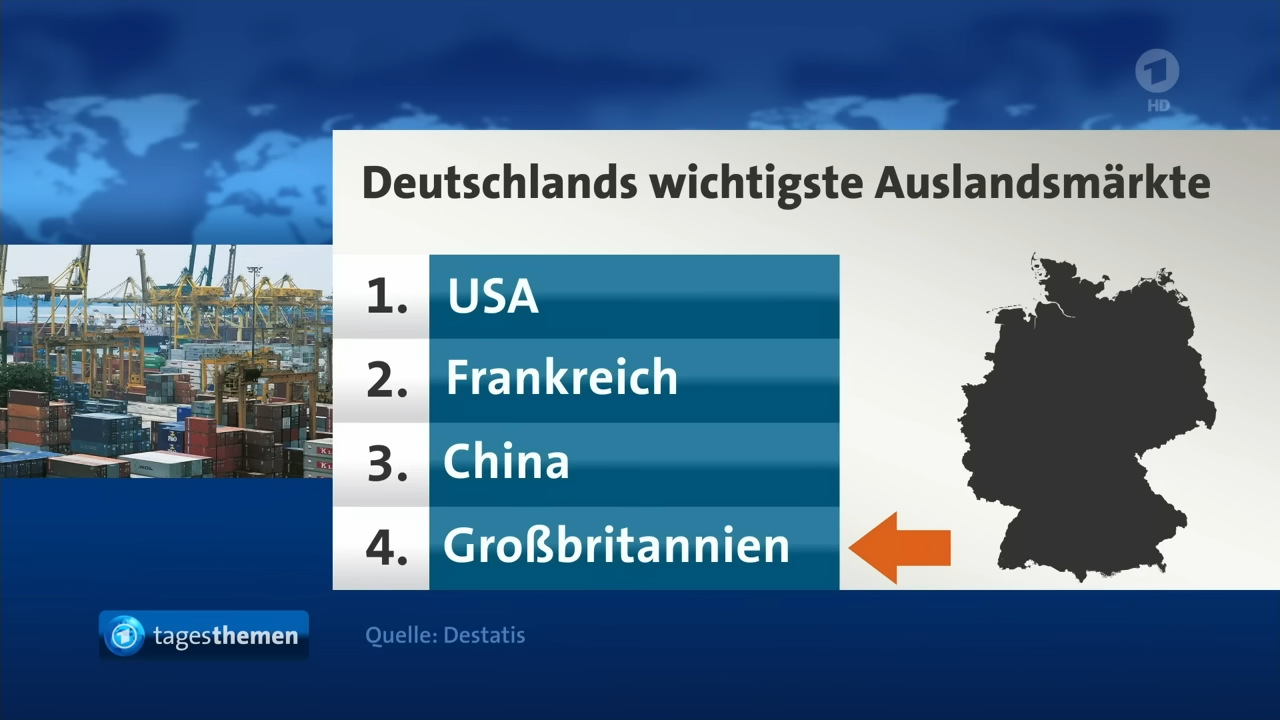 HD
Deutschlands wichtigste Auslandsmärkte
1. USA
2. Frankreich
3. China
4. Großbritannien
tagesthemen
Quelle: Destatis